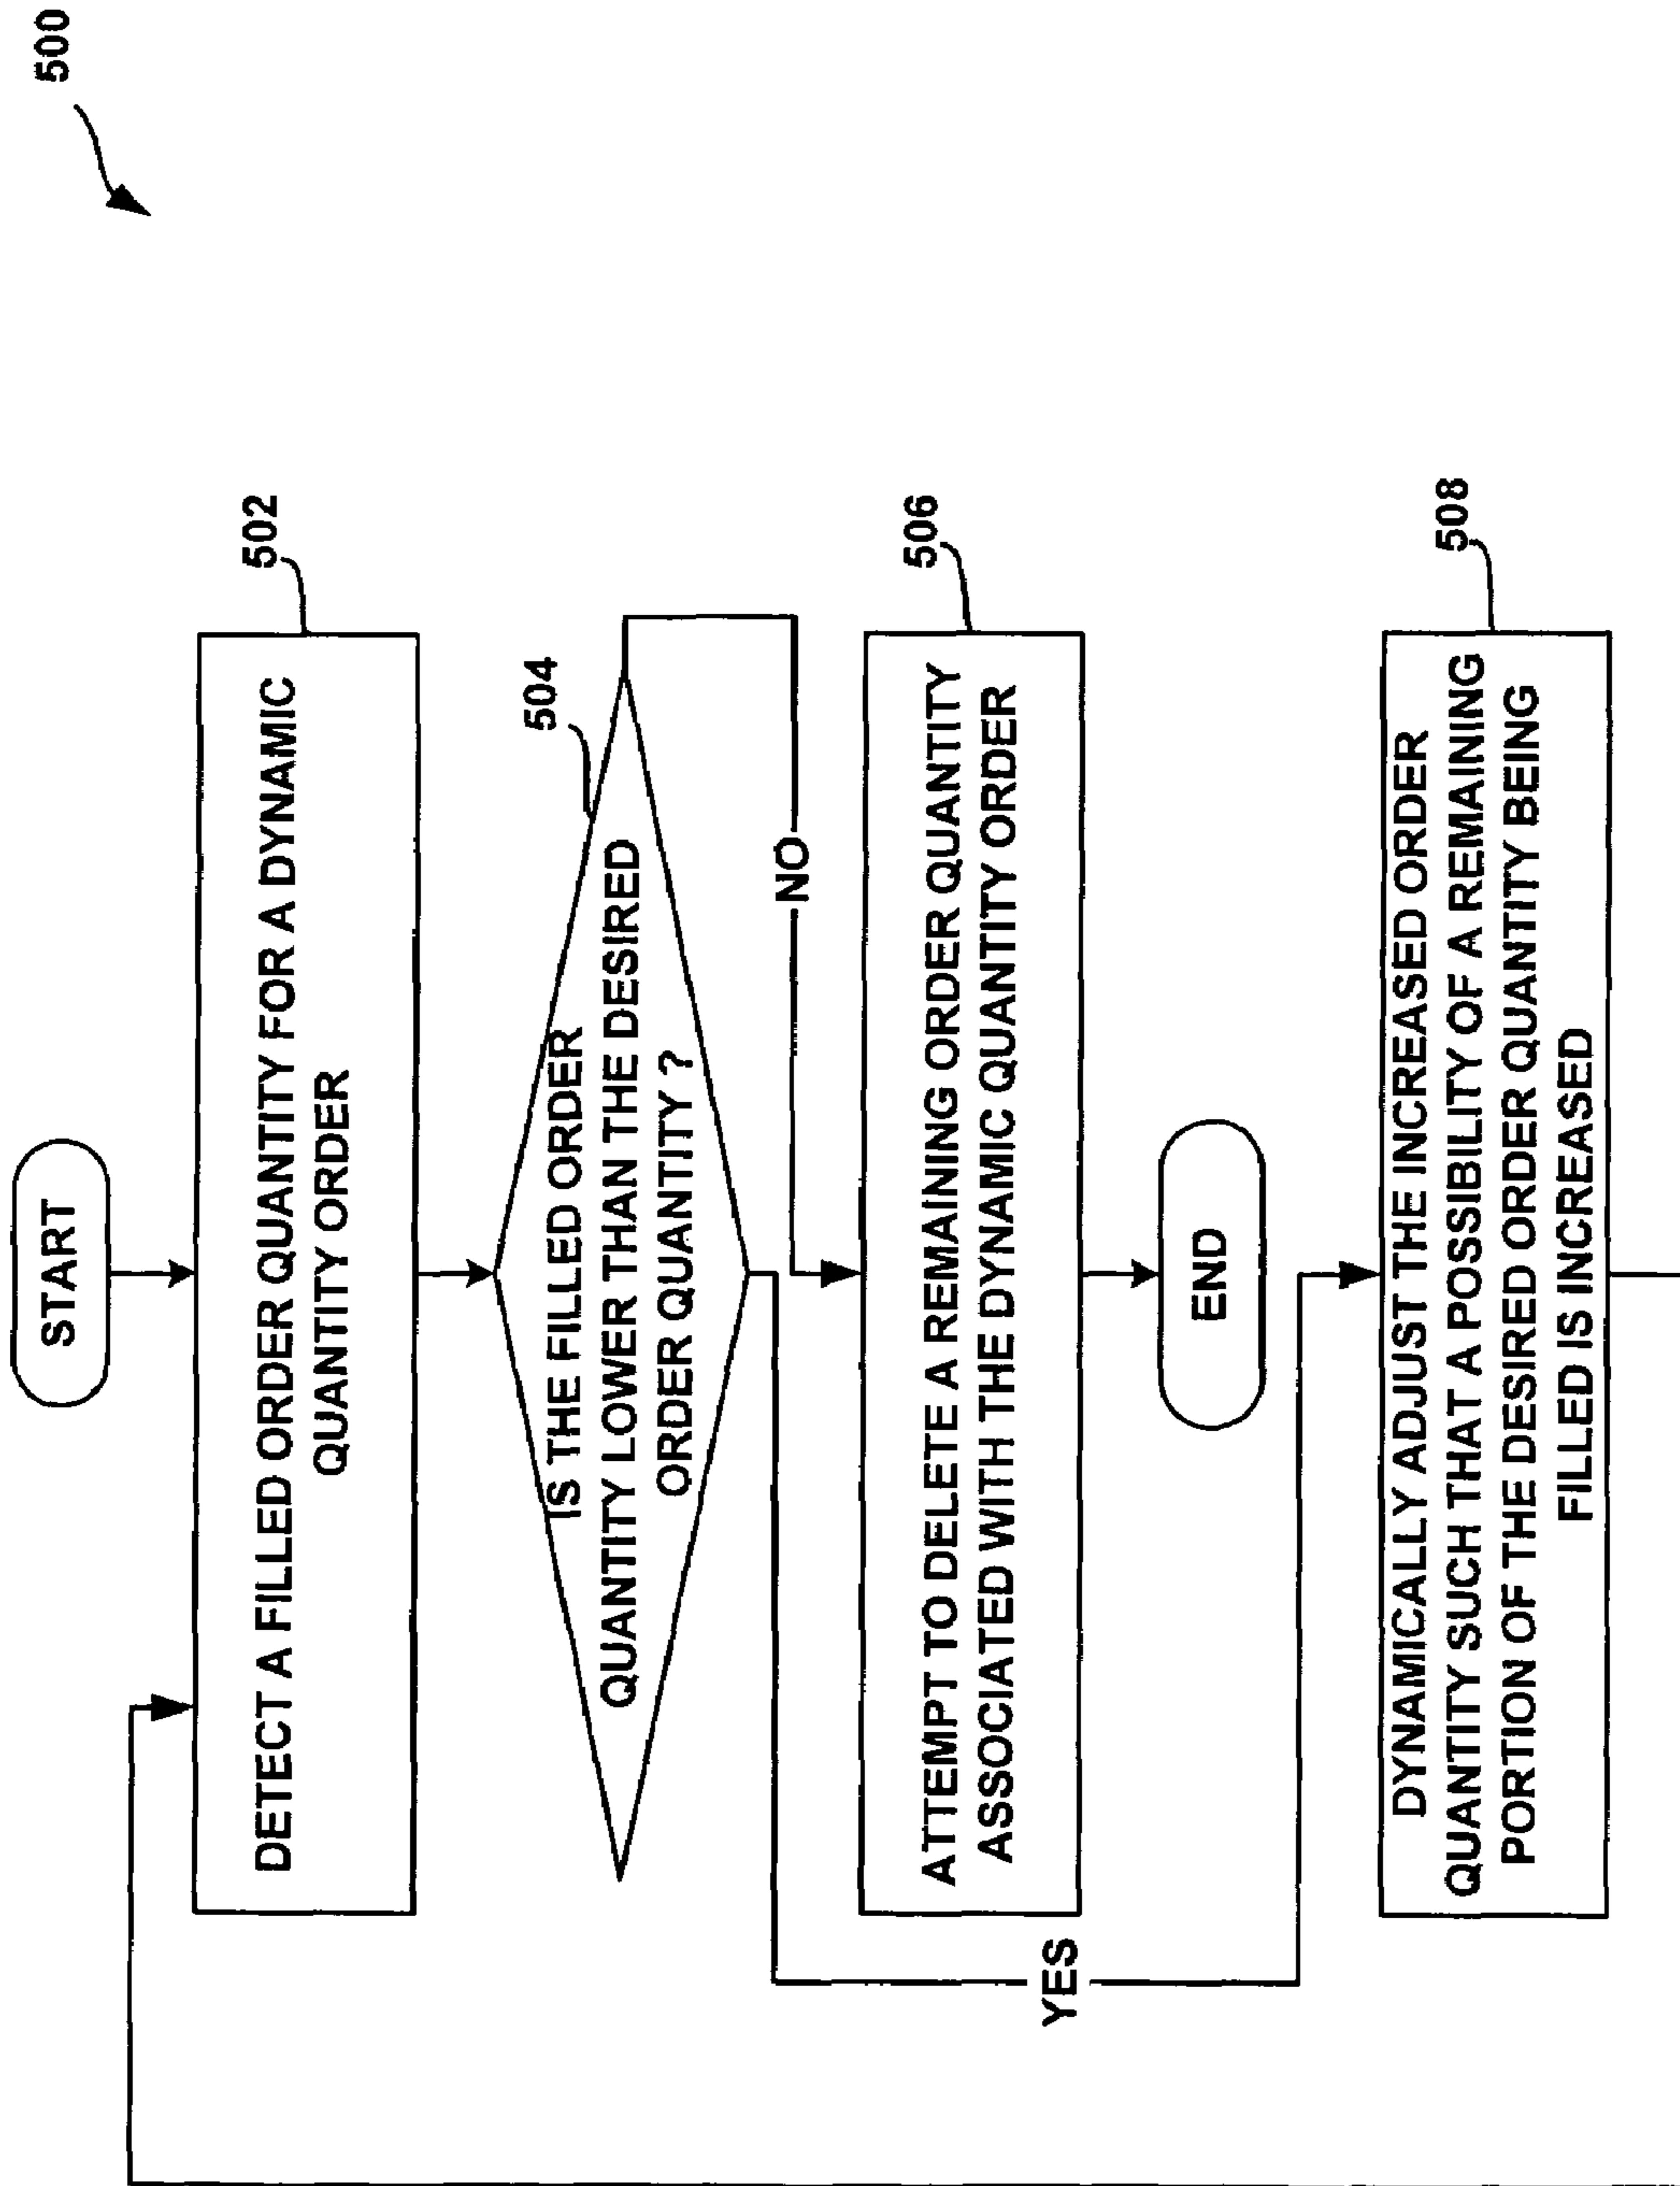 500
START
502
DETECT A FILLED ORDER QUANTITY FOR A DYNAMIC
QUANTITY ORDER
504
IS THE FILLED ORDER
QUANTITY LOWER THAN THE DESIRED
ORDER QUANTITY ?
NO
506
ATTEMPT TO DELETE A REMAINING ORDER QUANTITY
ASSOCIATED WITH THE DYNAMIC QUANTITY ORDER
YES
END
508
DYNAMICALLY ADJUST THE INCREASED ORDER
QUANTITY SUCH THAT A POSSIBILITY OF A REMAINING
PORTION OF THE DESIRED ORDER QUANTITY BEING
FILLED IS INCREASED